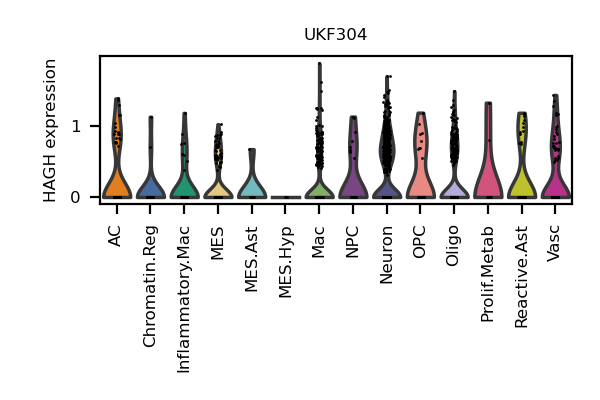 UKF304
HAGH expression
1
0
AC
Chromatin.Reg
Inflammatory.Mac
MES
MES.Ast
MES.Hyp
Mac
NPC
Neuron
OPC
Oligo
Prolif.Metab
Reactive.Ast
Vasc